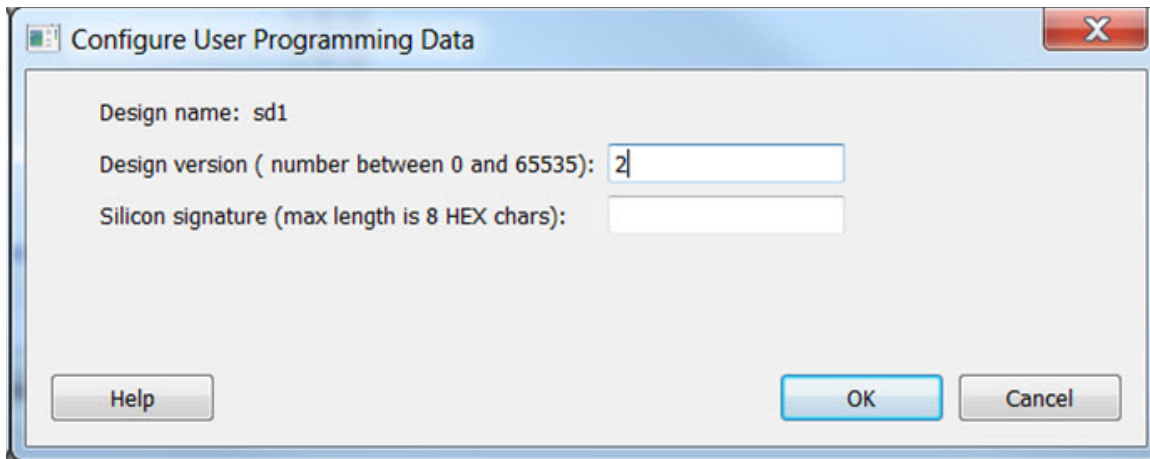 Configure User Programming Data
Design name: sd1
Design version ( number between 0 and 65535): 2
Silicon signature (max length is 8 HEX chars):
Help OK Cancel